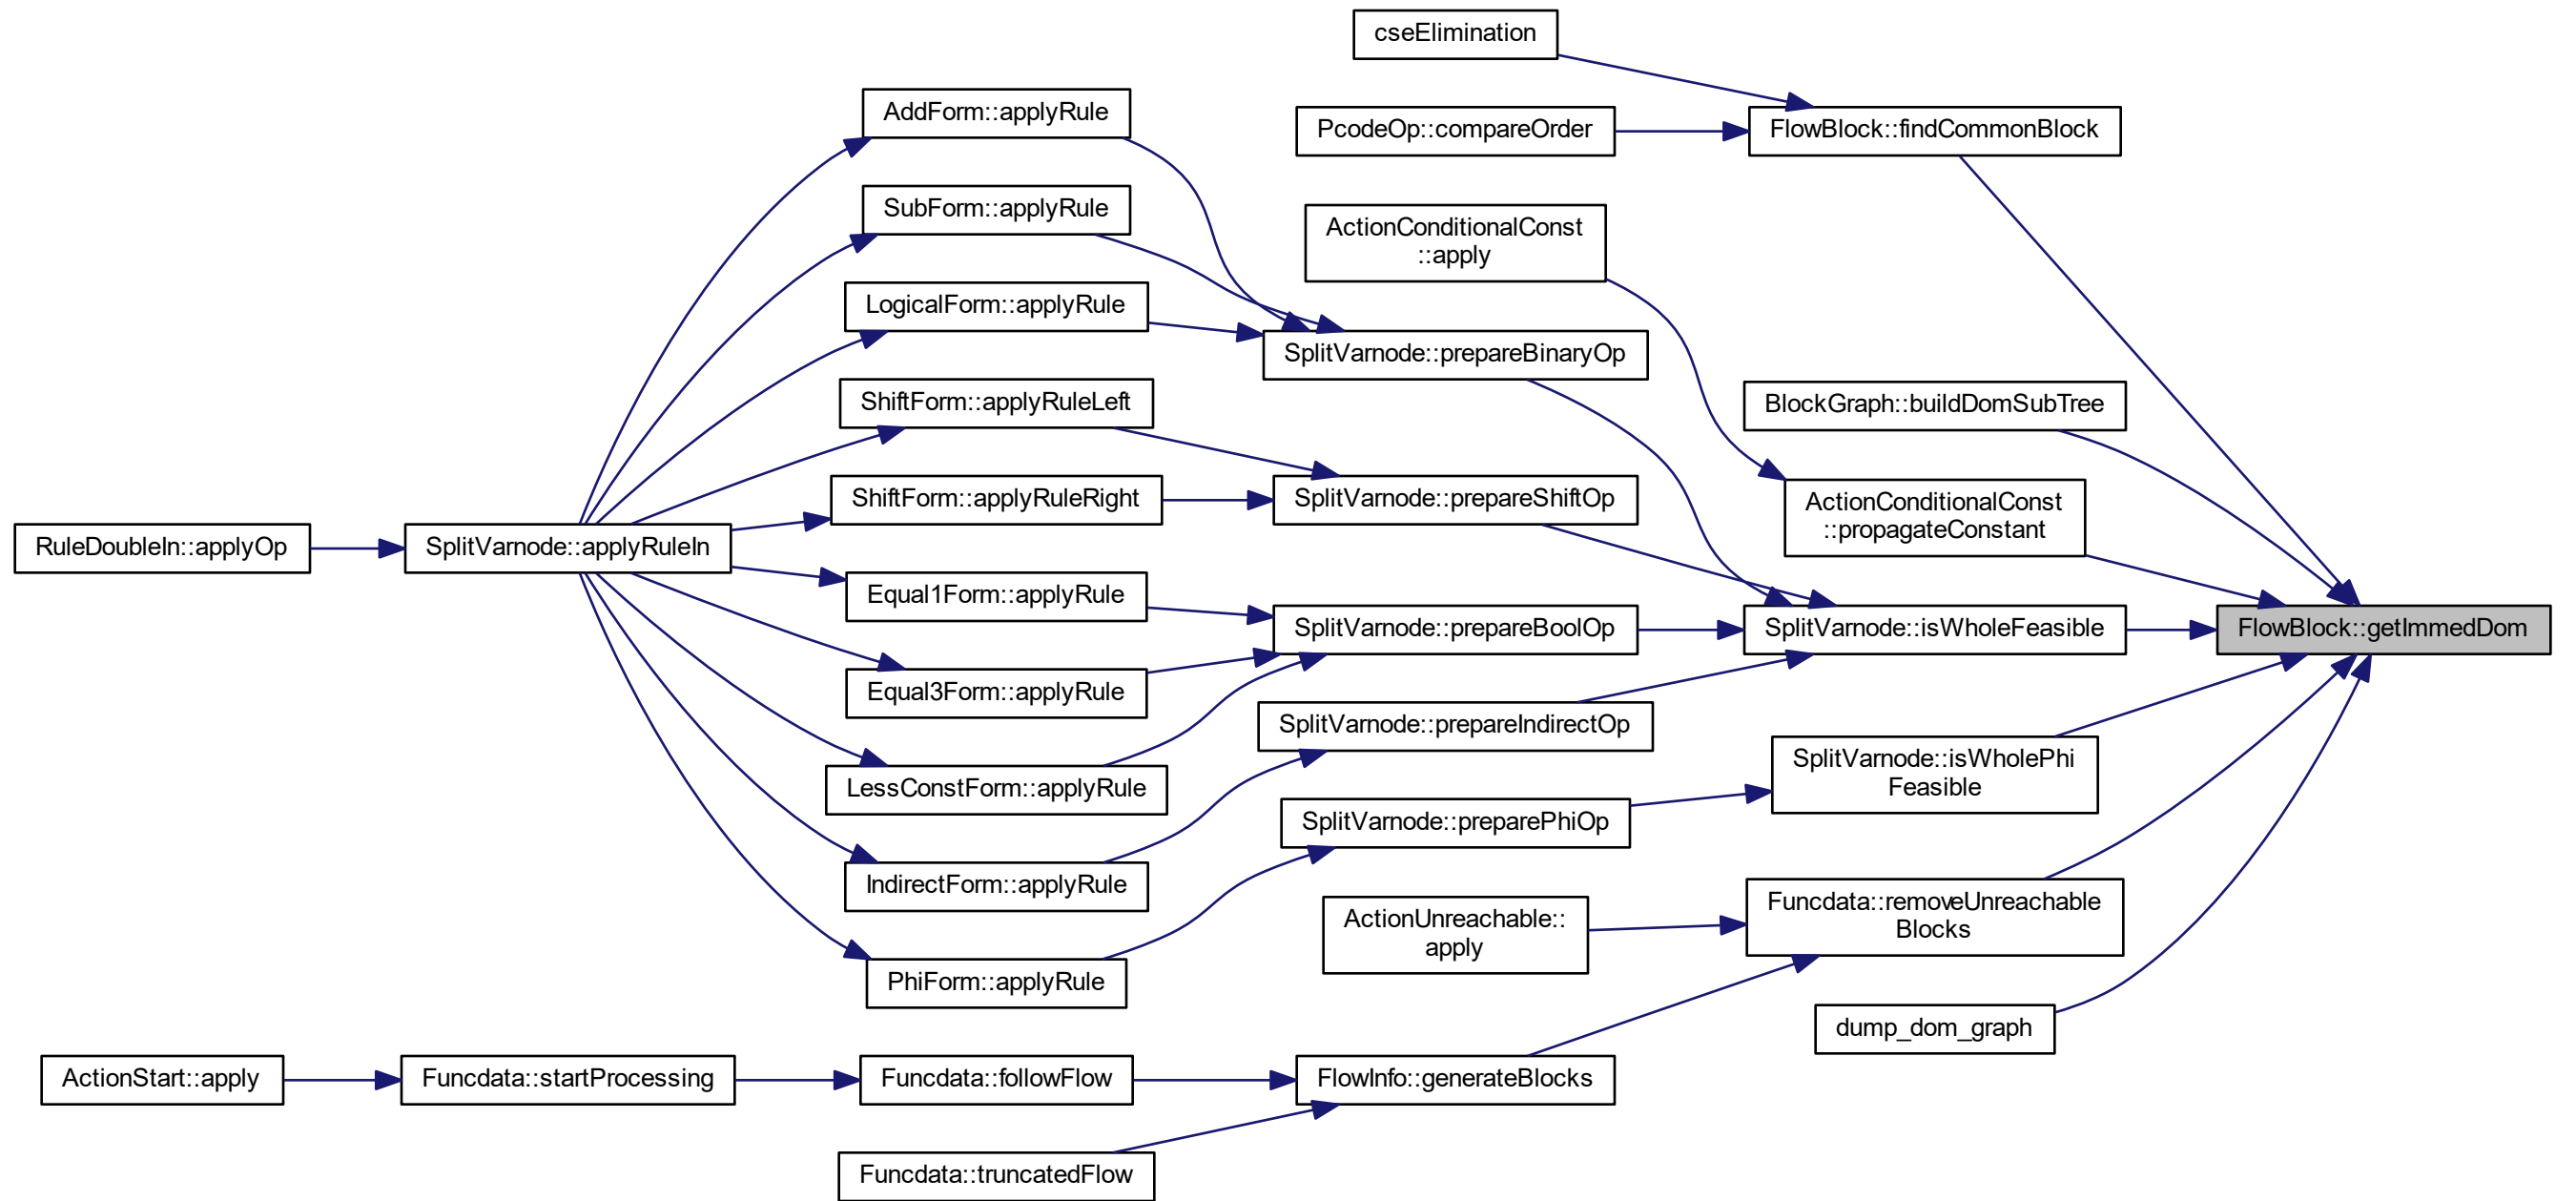 cseElimination
AddForm::applyRule
PcodeOp::compareOrder
FlowBlock::findCommonBlock
SubForm::applyRule
ActionConditionalConst
::apply
LogicalForm::applyRule
SplitVarnode::prepareBinaryOp
ShiftForm::applyRuleLeft
BlockGraph::buildDomSubTree
ShiftForm::applyRuleRight
SplitVarnode::prepareShiftOp
ActionConditionalConst
::propagateConstant
RuleDoubleIn::applyOp
SplitVarnode::applyRuleIn
Equal1Form::applyRule
SplitVarnode::prepareBoolOp
SplitVarnode::isWholeFeasible
FlowBlock::getImmedDom
Equal3Form::applyRule
SplitVarnode::prepareIndirectOp
LessConstForm::applyRule
SplitVarnode::isWholePhi
Feasible
SplitVarnode::preparePhiOp
IndirectForm::applyRule
ActionUnreachable::
apply
Funcdata::removeUnreachable
Blocks
PhiForm::applyRule
dump_dom_graph
ActionStart::apply
Funcdata::startProcessing
Funcdata::followFlow
FlowInfo::generateBlocks
Funcdata::truncatedFlow